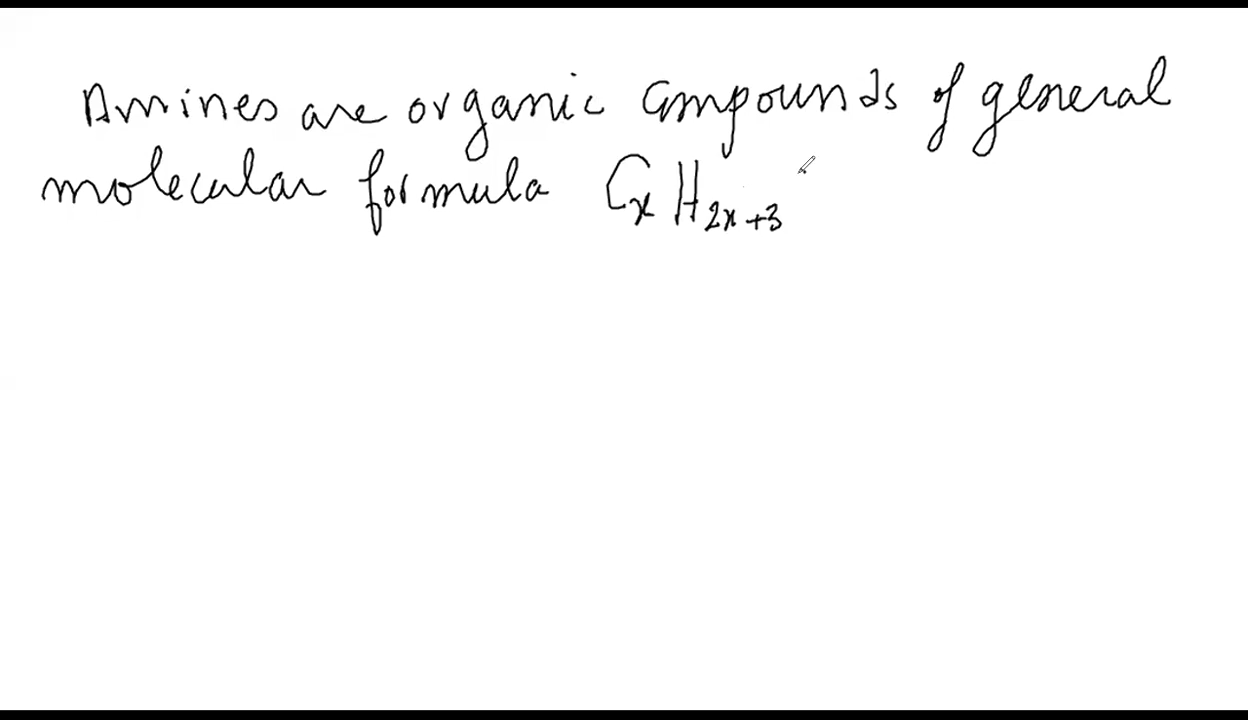 Amines are organic compounds of general
molecular formula CxH2x+3